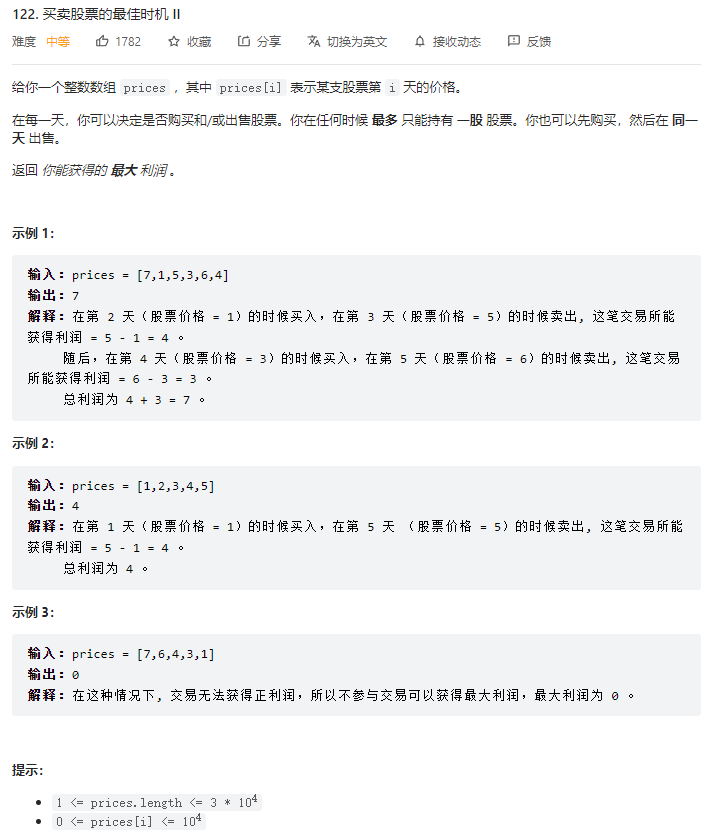 122. 买卖股票的最佳时机 II
难度 中等 1782 收藏 分享 切换为英文 接收动态 反馈
给你一个整数数组 prices ，其中 prices[i] 表示某支股票第 i 天的价格。
在每一天，你可以决定是否购买和/或出售股票。你在任何时候 最多 只能持有 一股 股票。你也可以先购买，然后在 同一
天 出售。
返回 你能获得的 最大 利润 。
示例 1：
输入：prices = [7,1,5,3,6,4]
输出：7
解释：在第 2 天（股票价格 = 1）的时候买入，在第 3 天（股票价格 = 5）的时候卖出, 这笔交易所能
获得利润 = 5 - 1 = 4 。
随后，在第 4 天（股票价格 = 3）的时候买入，在第 5 天（股票价格 = 6）的时候卖出, 这笔交易
所能获得利润 = 6 - 3 = 3 。
总利润为 4 + 3 = 7 。
示例 2：
输入：prices = [1,2,3,4,5]
输出：4
解释：在第 1 天（股票价格 = 1）的时候买入，在第 5 天 （股票价格 = 5）的时候卖出, 这笔交易所能
获得利润 = 5 - 1 = 4 。
总利润为 4 。
示例 3：
输入：prices = [7,6,4,3,1]
输出：0
解释：在这种情况下, 交易无法获得正利润，所以不参与交易可以获得最大利润，最大利润为 0 。
提示：
1 <= prices.length <= 3 * 10⁴
0 <= prices[i] <= 10⁴